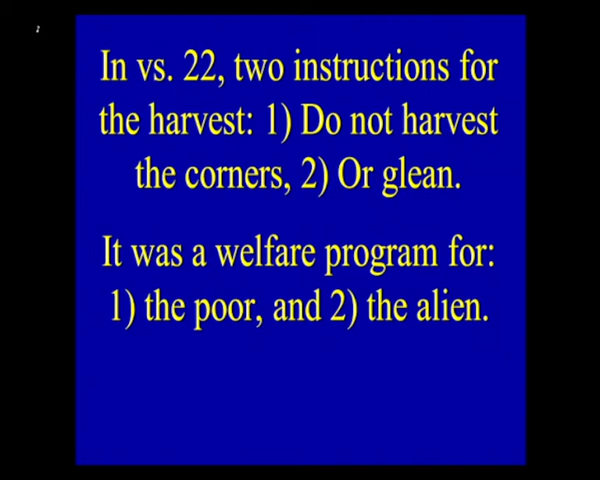 In vs. 22, two instructions for
the harvest: 1) Do not harvest
the corners, 2) Or glean.
It was a welfare program for:
1) the poor, and 2) the alien.